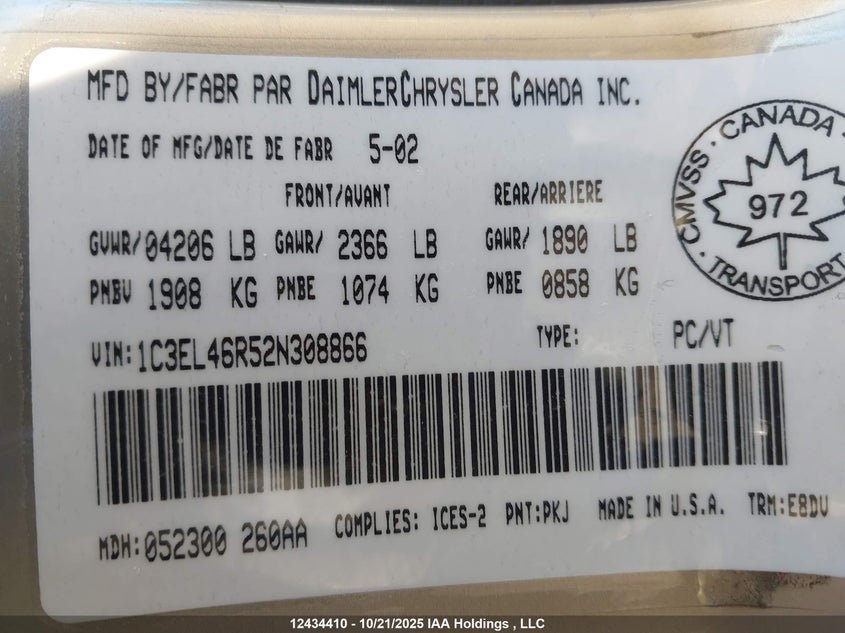 MFD BY/FABR PAR DAIMLERCHRYSLER CANADA INC.
DATE OF MFG/DATE DE FABR 5-02
FRONT/AVANT REAR/ARRIERE
GVWR/04206 LB GAWR/ 2366 LB GAWR/ 1890 LB
PNBV 1908 KG PNBE 1074 KG PNBE 0858 KG
VIN:1C3EL46R52N308866 TYPE: PC/VT
CMVSS · CANADA · TRANSPORT
972
MDH:052300 260AA COMPLIES: ICES-2 PNT:PKJ MADE IN U.S.A. TRM:E8DV
12434410 - 10/21/2025 IAA Holdings , LLC